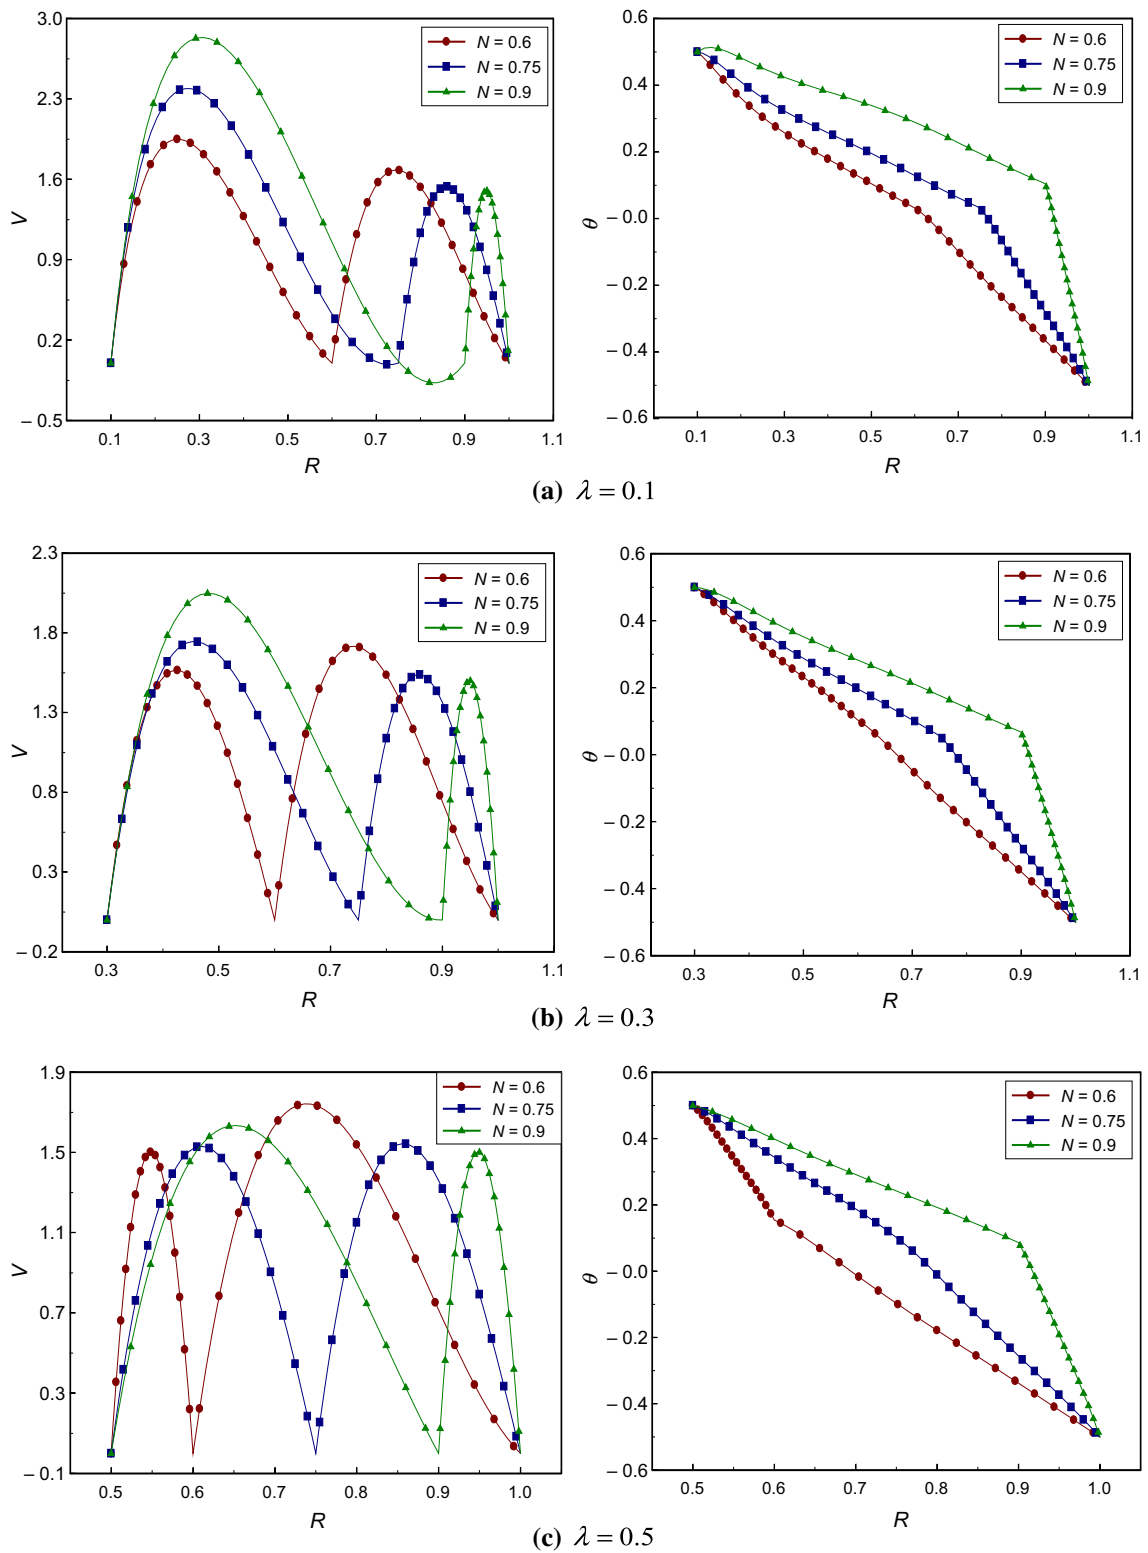 3.0
2.3
1.6
0.9
0.2
– 0.5
V
0.1 0.3 0.5 0.7 0.9 1.1
R
N = 0.6
N = 0.75
N = 0.9
0.6
0.4
0.2
– 0.0
– 0.2
– 0.4
– 0.6
θ
0.1 0.3 0.5 0.7 0.9 1.1
R
N = 0.6
N = 0.75
N = 0.9
(a) λ = 0.1
2.3
1.8
1.3
0.8
0.3
– 0.2
V
0.3 0.5 0.7 0.9 1.1
R
N = 0.6
N = 0.75
N = 0.9
0.6
0.4
0.2
– 0.0
– 0.2
– 0.4
– 0.6
θ
0.3 0.5 0.7 0.9 1.1
R
N = 0.6
N = 0.75
N = 0.9
(b) λ = 0.3
1.9
1.5
1.1
0.7
0.3
– 0.1
V
0.5 0.6 0.7 0.8 0.9 1.0
R
N = 0.6
N = 0.75
N = 0.9
0.6
0.4
0.2
– 0.0
– 0.2
– 0.4
– 0.6
θ
0.5 0.6 0.7 0.8 0.9 1.0
R
N = 0.6
N = 0.75
N = 0.9
(c) λ = 0.5